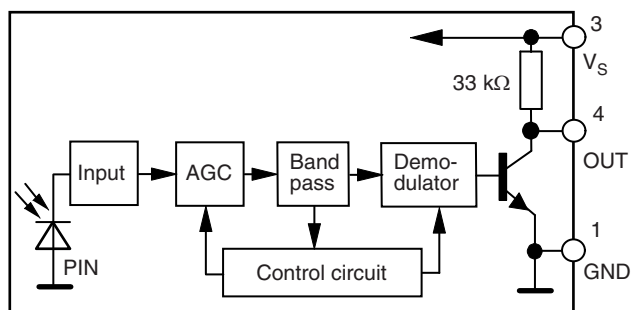 3
V_S
33 kΩ
4
OUT
Input
AGC
Band
pass
Demo-
dulator
1
GND
PIN
Control circuit